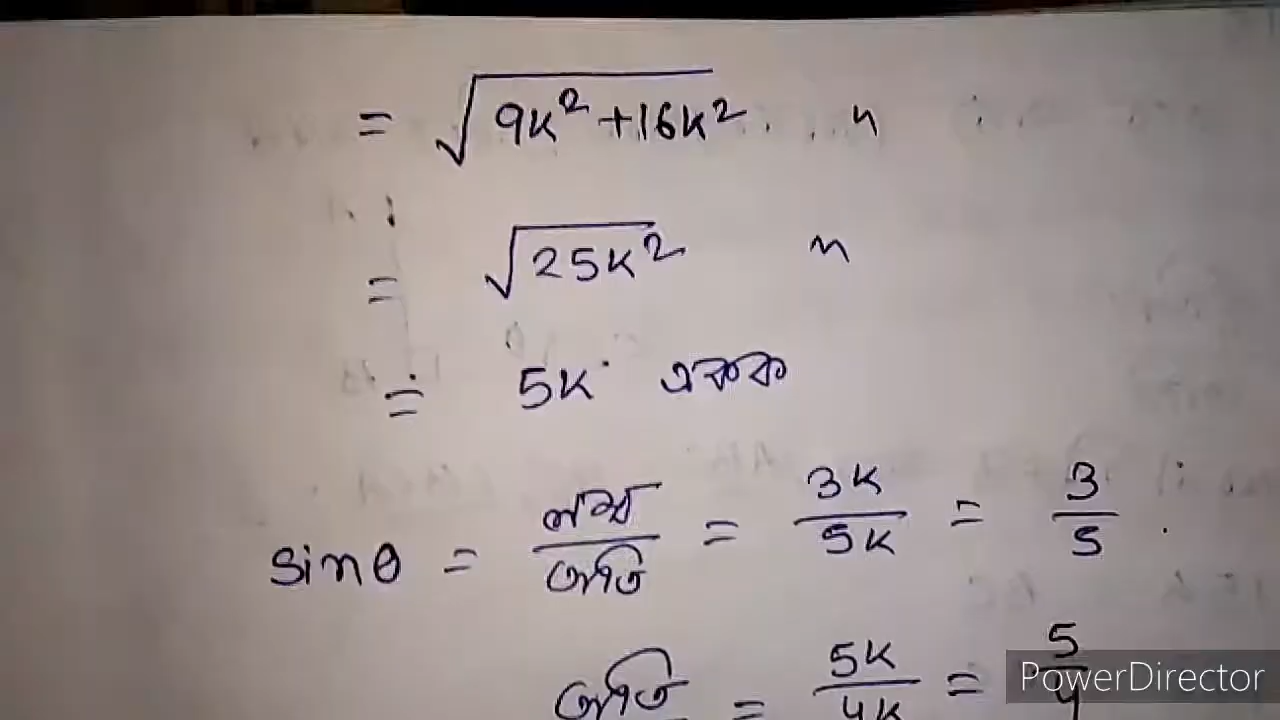 = √9k² + 16k² "
= √25k² "
= 5k একক
sinθ = লম্ব/অতি = 3k/5k = 3/5 .
অতি = 5k/4k = 5/4
PowerDirector